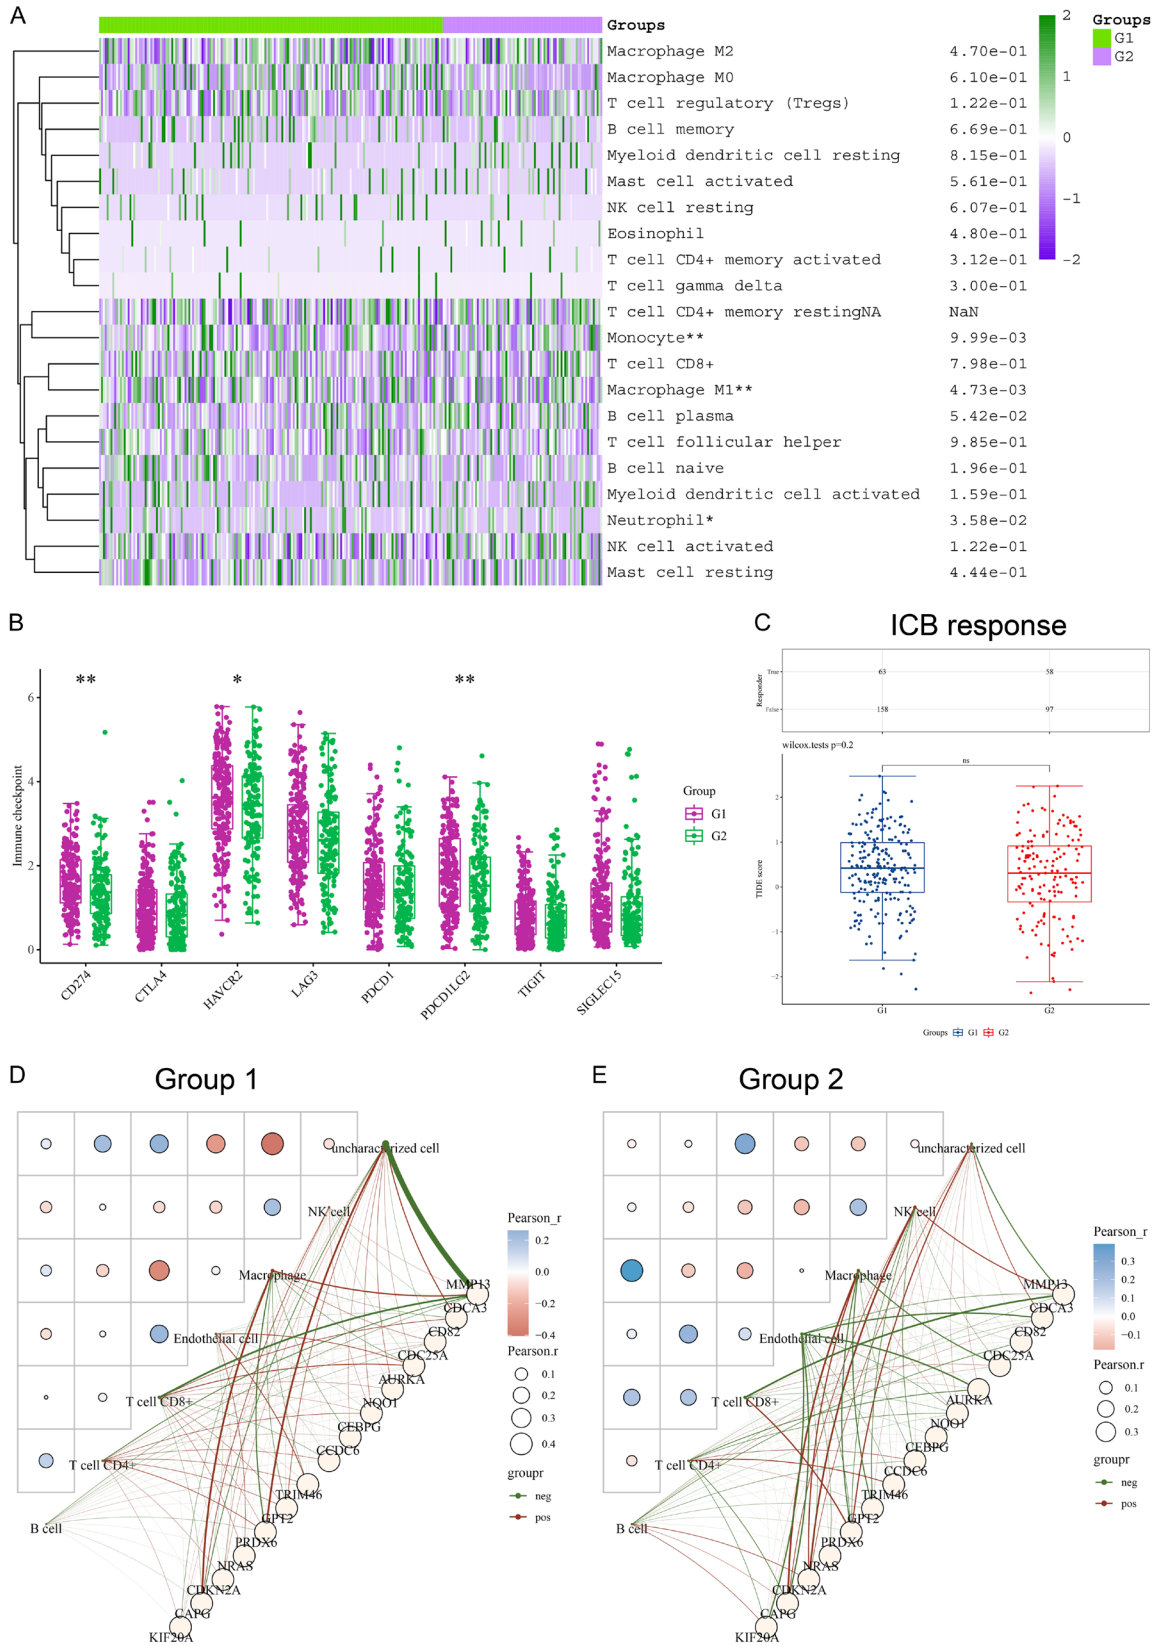 A
Groups
Macrophage M2 4.70e-01
Macrophage M0 6.10e-01
T cell regulatory (Tregs) 1.22e-01
B cell memory 6.69e-01
Myeloid dendritic cell resting 8.15e-01
Mast cell activated 5.61e-01
NK cell resting 6.07e-01
Eosinophil 4.80e-01
T cell CD4+ memory activated 3.12e-01
T cell gamma delta 3.00e-01
T cell CD4+ memory restingNA NaN
Monocyte** 9.99e-03
T cell CD8+ 7.98e-01
Macrophage M1** 4.73e-03
B cell plasma 5.42e-02
T cell follicular helper 9.85e-01
B cell naive 1.96e-01
Myeloid dendritic cell activated 1.59e-01
Neutrophil* 3.58e-02
NK cell activated 1.22e-01
Mast cell resting 4.44e-01
2
1
0
-1
-2
Groups
G1
G2
B
** * **
6
4
2
0
Immune checkpoint
CD274 CTLA4 HAVCR2 LAG3 PDCD1 PDCD1LG2 TIGIT SIGLEC15
Group
G1
G2
C
ICB response
Responder
True 63 58
False 158 97
wilcox.tests p=0.2
ns
2
1
0
-1
-2
TIDE score
G1 G2
Groups G1 G2
D
Group 1
uncharacterized cell
NK cell
Macrophage
Endothelial cell
T cell CD8+
T cell CD4+
B cell
MMP13
CDCA3
CD82
CDC25A
AURKA
NQO1
CEBPG
CCDC6
TRIM46
GPT2
PRDX6
NRAS
CDKN2A
CAPG
KIF20A
Pearson_r
0.2
0.0
-0.2
-0.4
Pearson.r
0.1
0.2
0.3
0.4
groupr
neg
pos
E
Group 2
uncharacterized cell
NK cell
Macrophage
Endothelial cell
T cell CD8+
T cell CD4+
B cell
MMP13
CDCA3
CD82
CDC25A
AURKA
NQO1
CEBPG
CCDC6
TRIM46
GPT2
PRDX6
NRAS
CDKN2A
CAPG
KIF20A
Pearson_r
0.3
0.2
0.1
0.0
-0.1
Pearson.r
0.1
0.2
0.3
groupr
neg
pos